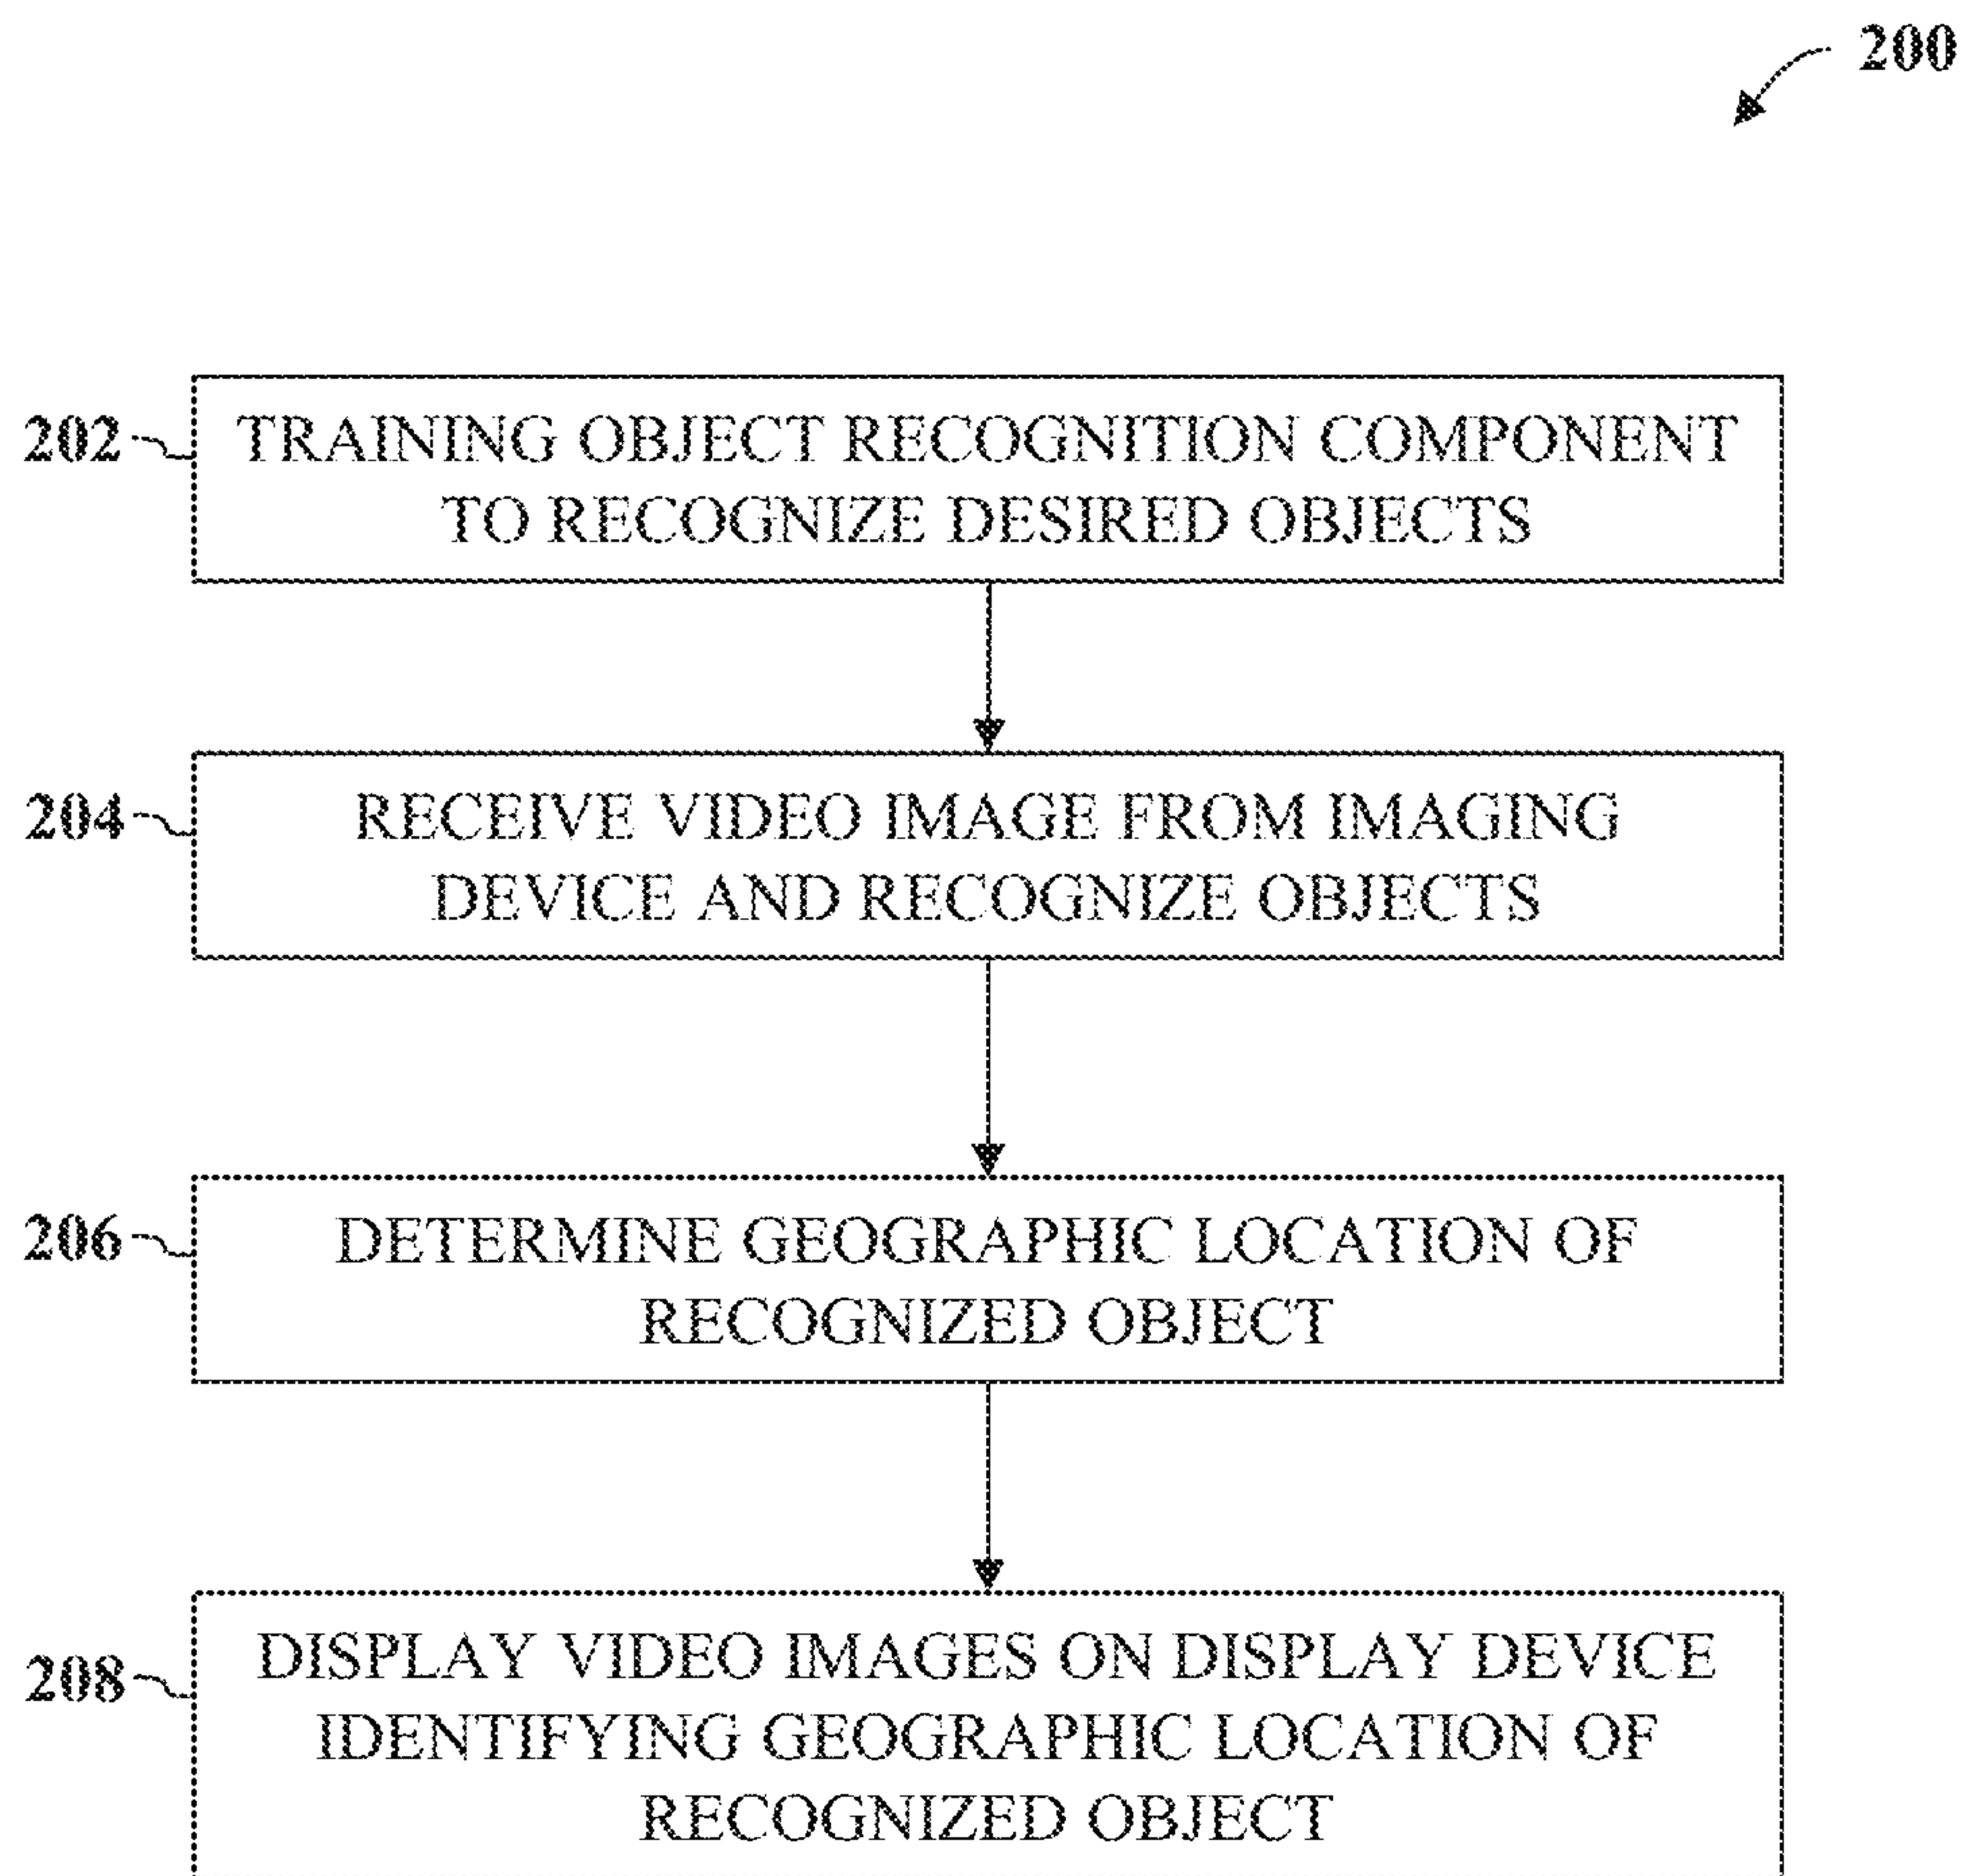 200
202
TRAINING OBJECT RECOGNITION COMPONENT
TO RECOGNIZE DESIRED OBJECTS
204
RECEIVE VIDEO IMAGE FROM IMAGING
DEVICE AND RECOGNIZE OBJECTS
206
DETERMINE GEOGRAPHIC LOCATION OF
RECOGNIZED OBJECT
208
DISPLAY VIDEO IMAGES ON DISPLAY DEVICE
IDENTIFYING GEOGRAPHIC LOCATION OF
RECOGNIZED OBJECT